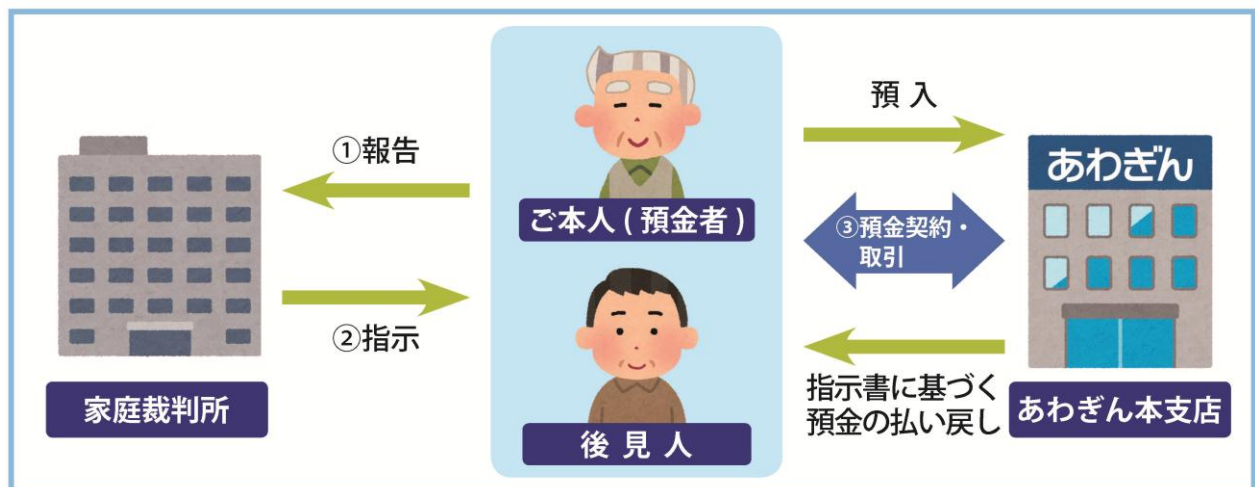 ①報告
②指示
家庭裁判所
ご本人(預金者)
後見人
預入
あわぎん
③預金契約・
取引
指示書に基づく
預金の払い戻し
あわぎん本支店